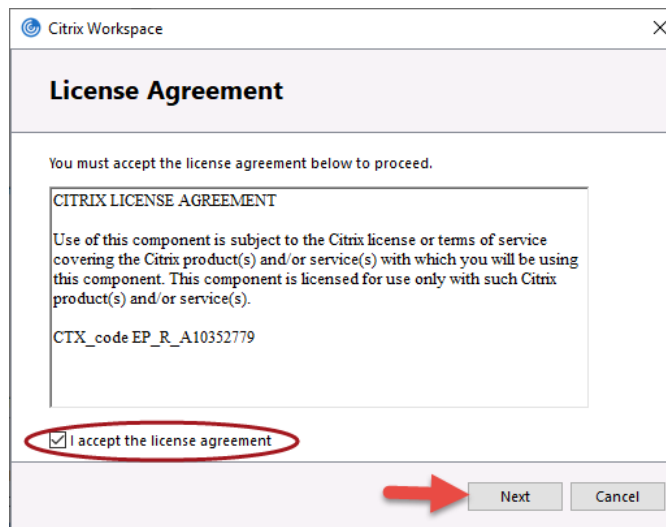 Citrix Workspace
License Agreement
You must accept the license agreement below to proceed.
CITRIX LICENSE AGREEMENT
Use of this component is subject to the Citrix license or terms of service
covering the Citrix product(s) and/or service(s) with which you will be using
this component. This component is licensed for use only with such Citrix
product(s) and/or service(s).
CTX_code EP_R_A10352779
I accept the license agreement
Next
Cancel